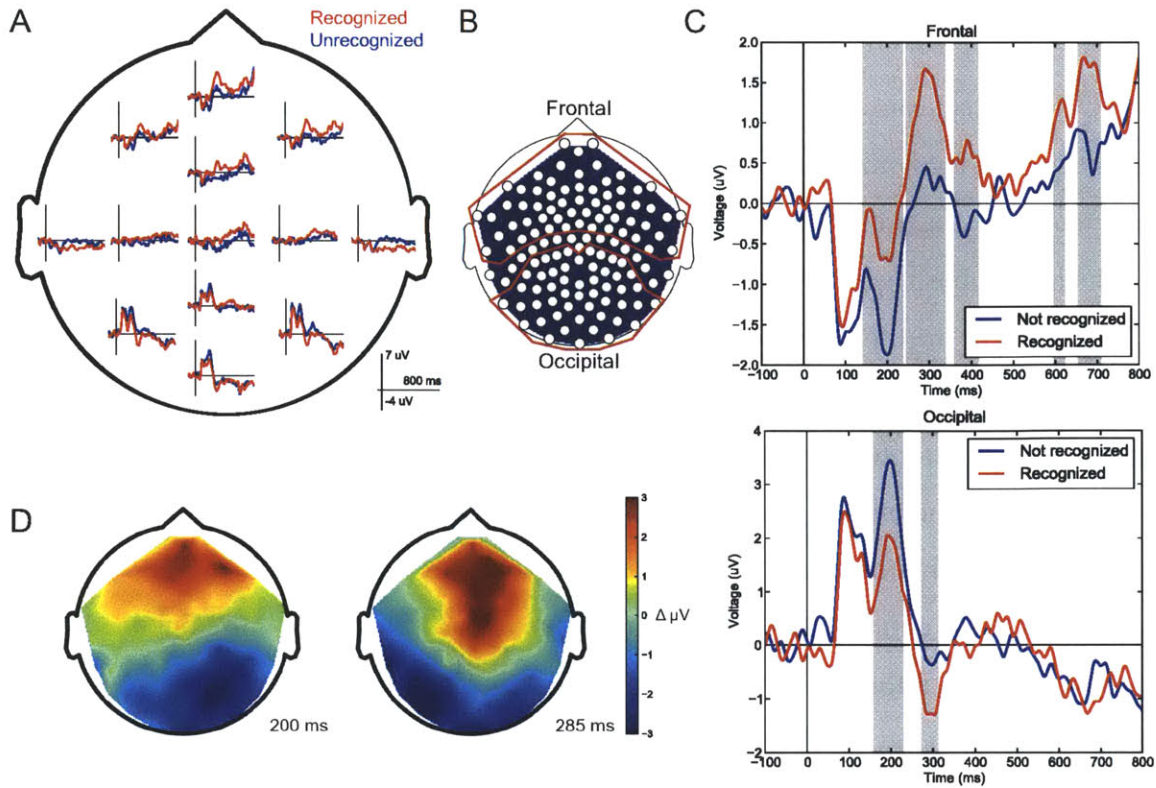 A
Recognized
Unrecognized
7 uV
800 ms
-4 uV
B
Frontal
Occipital
C
Frontal
2.0
1.5
1.0
0.5
0.0
-0.5
-1.0
-1.5
-2.0
Voltage (uV)
Not recognized
Recognized
-100 0 100 200 300 400 500 600 700 800
Time (ms)
Occipital
4
3
2
1
0
-1
-2
Voltage (uV)
Not recognized
Recognized
-100 0 100 200 300 400 500 600 700 800
Time (ms)
D
200 ms
285 ms
3
2
1
0
-1
-2
-3
Δ µV